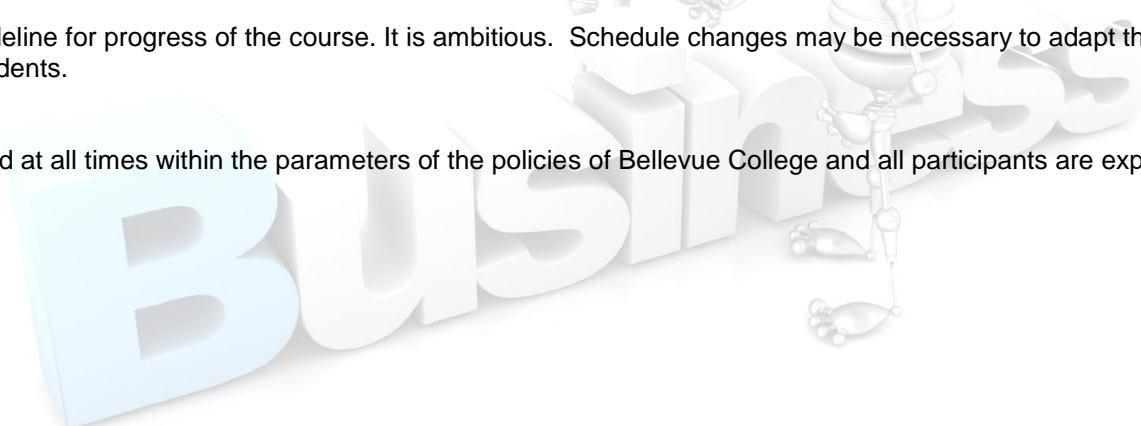 deline for progress of the course. It is ambitious.  Schedule changes may be necessary to adapt th
dents.
d at all times within the parameters of the policies of Bellevue College and all participants are exp
Business